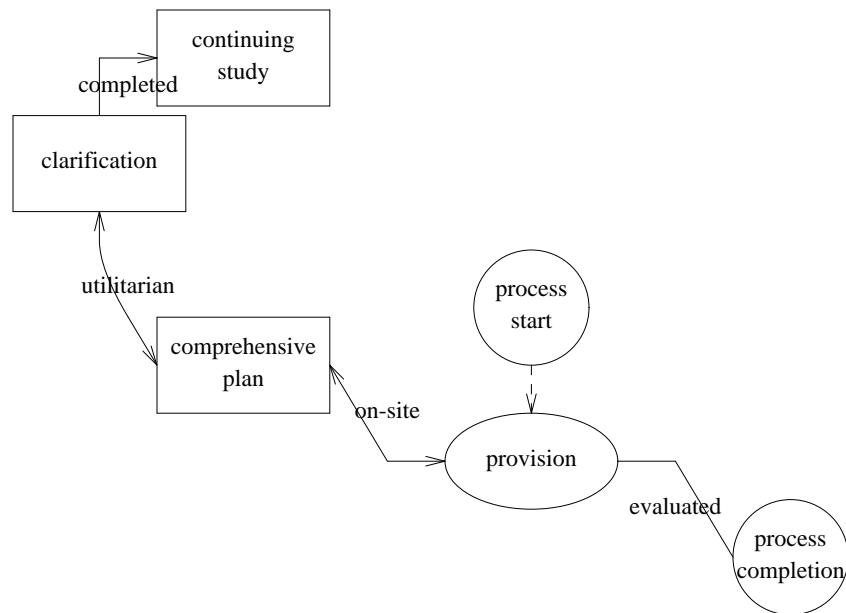 continuing
study
completed
clarification
utilitarian
process
start
comprehensive
plan
on-site
provision
evaluated
process
completion